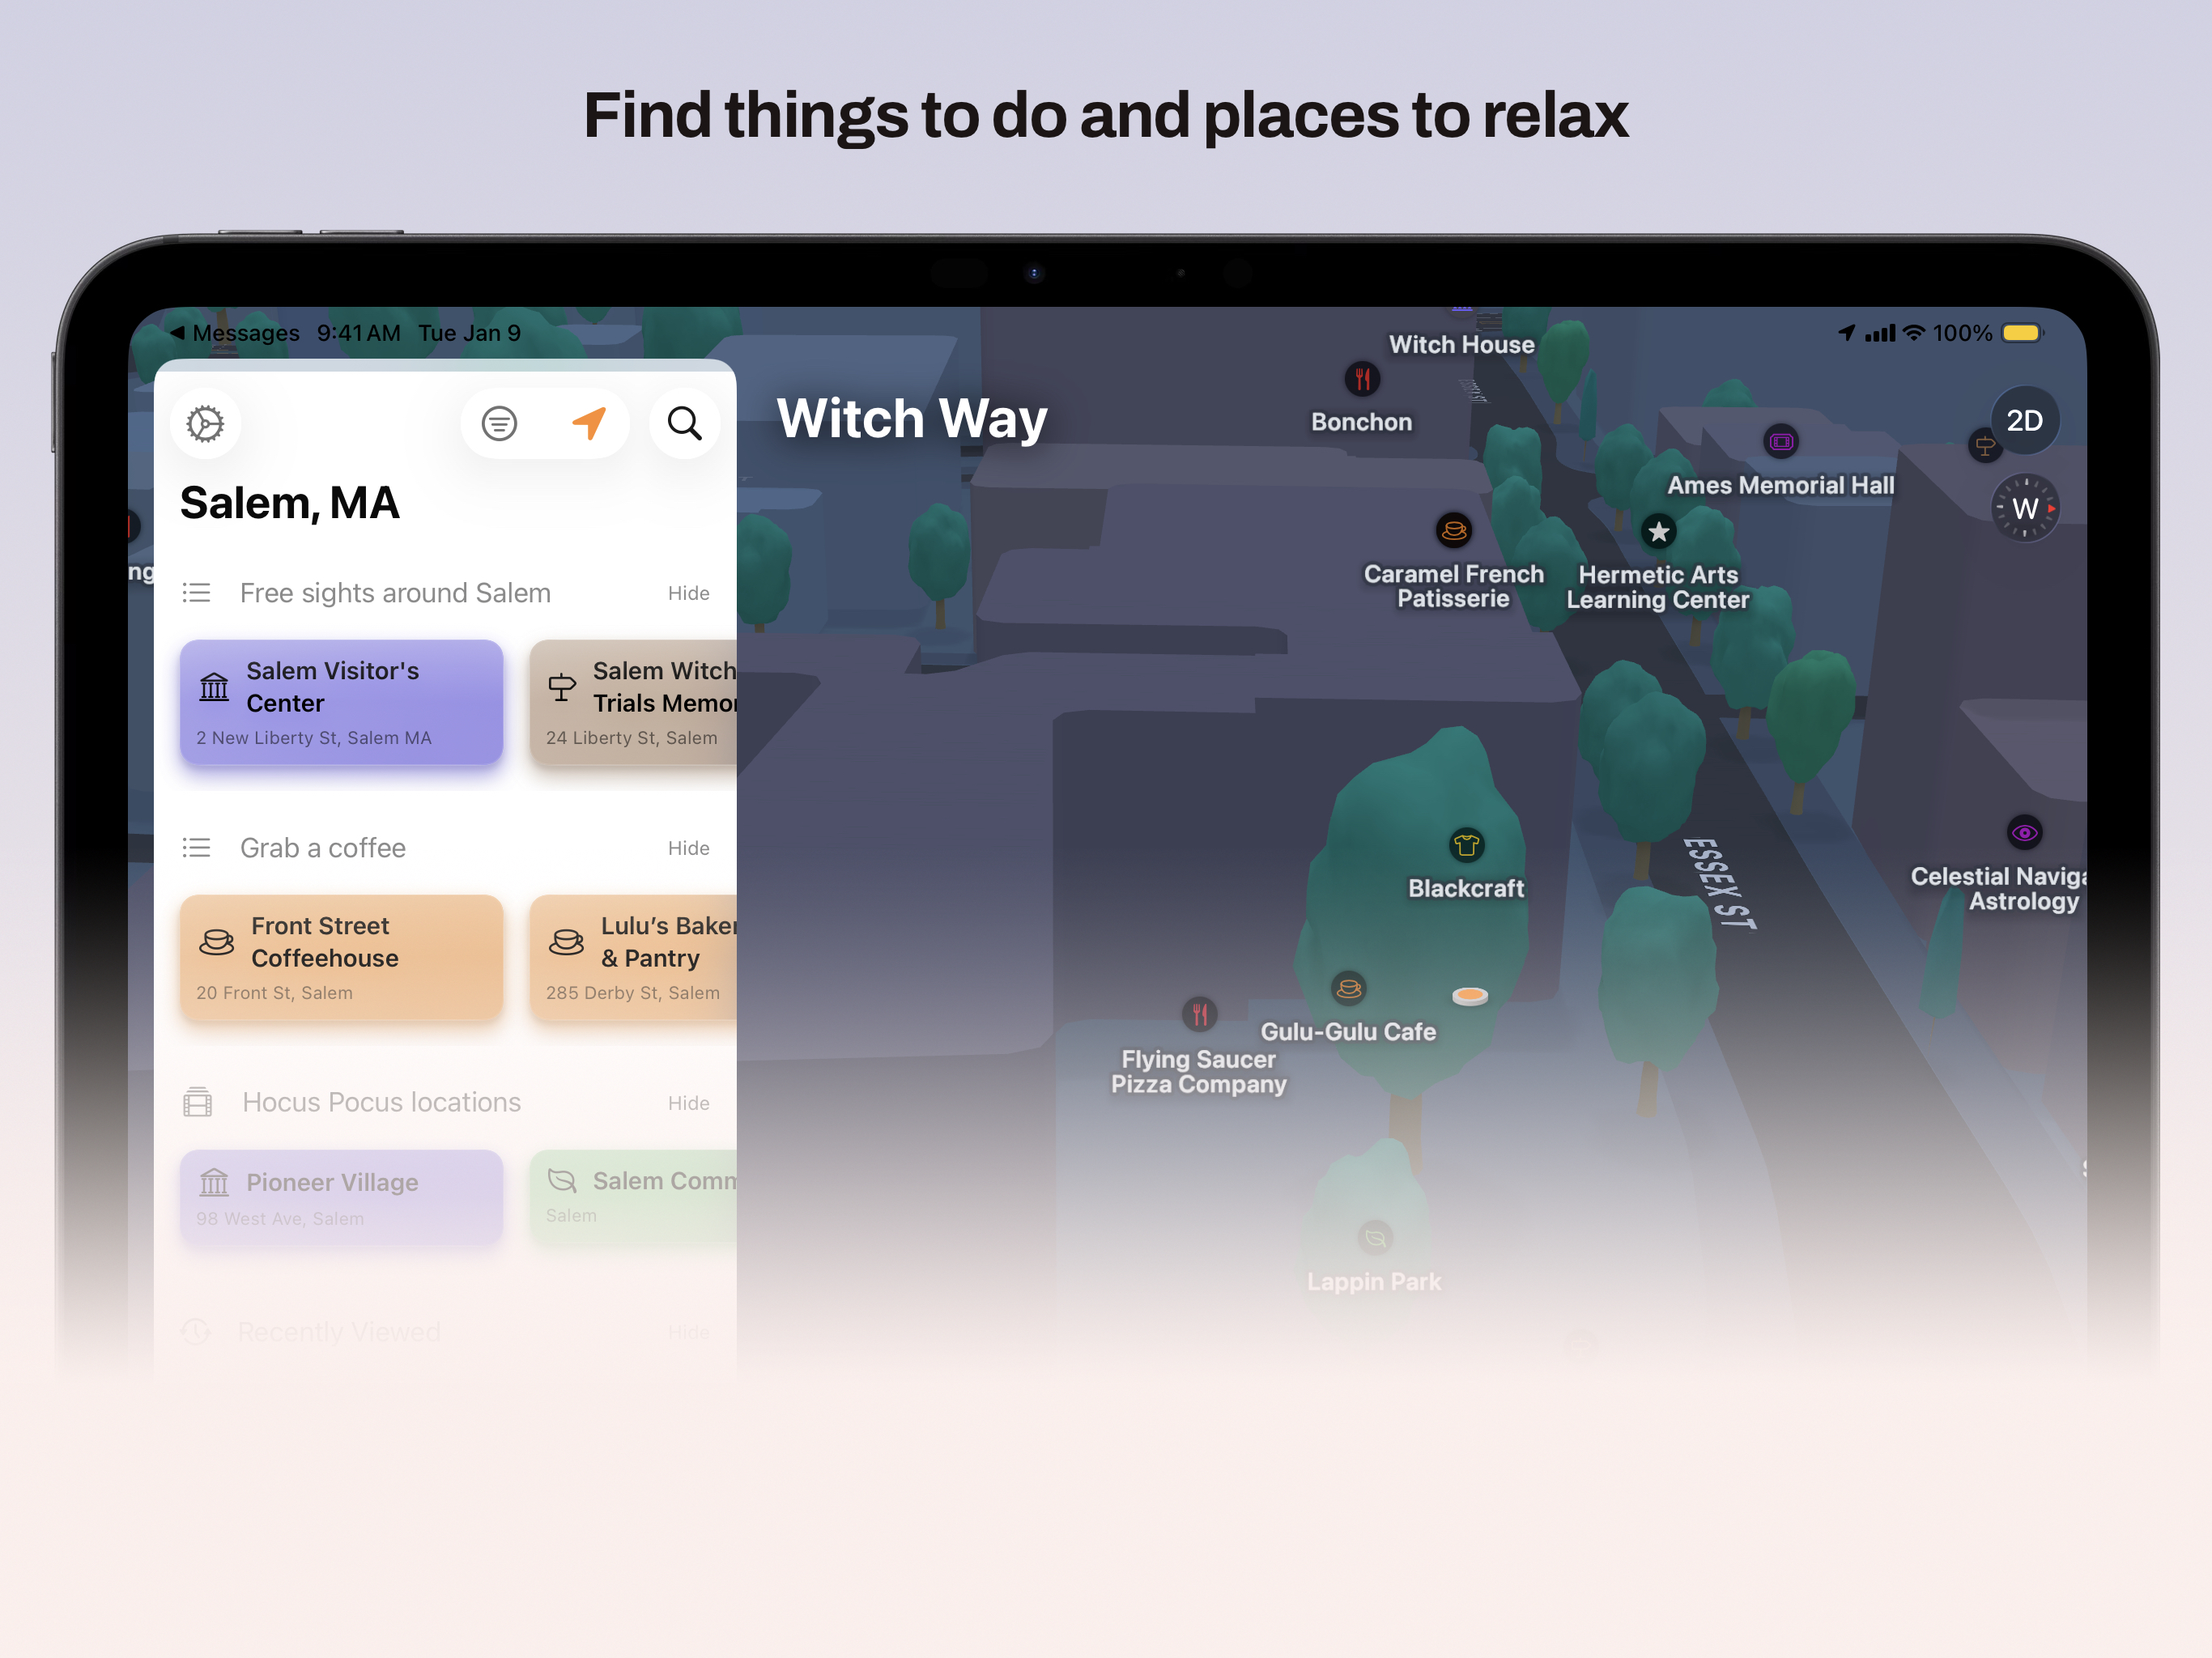 Find things to do and places to relax
Messages 9:41 AM Tue Jan 9
100%
Salem, MA
Free sights around Salem
Hide
Salem Visitor's
Center
2 New Liberty St, Salem MA
Salem Witch
Trials Memor
24 Liberty St, Salem
Grab a coffee
Hide
Front Street
Coffeehouse
20 Front St, Salem
Lulu’s Baker
& Pantry
285 Derby St, Salem
Hocus Pocus locations
Hide
Pioneer Village
98 West Ave, Salem
Salem Comm
Salem
Recently Viewed
Hide
Witch Way
Witch House
Bonchon
2D
Ames Memorial Hall
W
Caramel French
Patisserie
Hermetic Arts
Learning Center
ng
ESSEX ST
Blackcraft
Celestial Naviga
Astrology
Gulu-Gulu Cafe
Flying Saucer
Pizza Company
Lappin Park